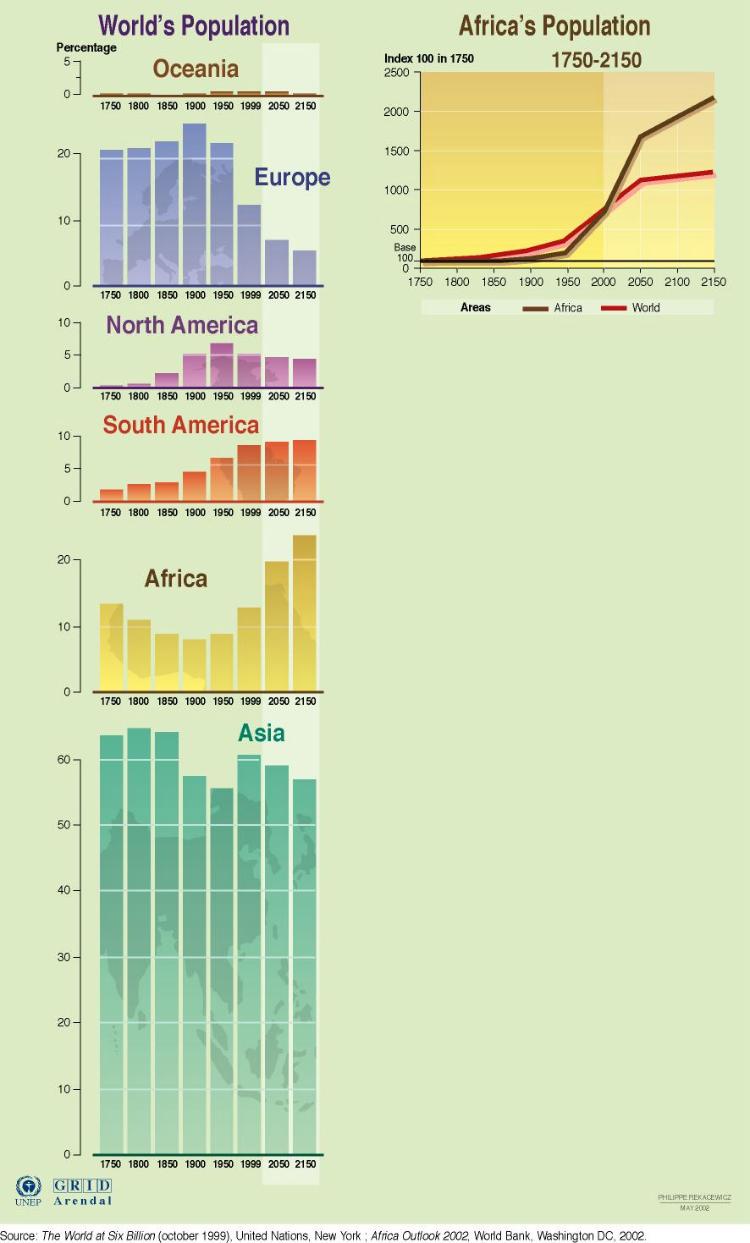 World's Population
Percentage
Oceania
5
0
1750 1800 1850 1900 1950 1999 2050 2150
Europe
20
10
0
1750 1800 1850 1900 1950 1999 2050 2150
North America
10
5
0
1750 1800 1850 1900 1950 1999 2050 2150
South America
10
5
0
1750 1800 1850 1900 1950 1999 2050 2150
Africa
20
10
0
1750 1800 1850 1900 1950 1999 2050 2150
Asia
60
50
40
30
20
10
0
1750 1800 1850 1900 1950 1999 2050 2150
Africa's Population
1750-2150
Index 100 in 1750
2500
2000
1500
1000
500
Base
100
0
1750 1800 1850 1900 1950 2000 2050 2100 2150
Areas Africa World
UNEP
GRID
Arendal
PHILIPPE REKACEWICZ
MAY 2002
Source: The World at Six Billion (october 1999), United Nations, New York ; Africa Outlook 2002, World Bank, Washington DC, 2002.